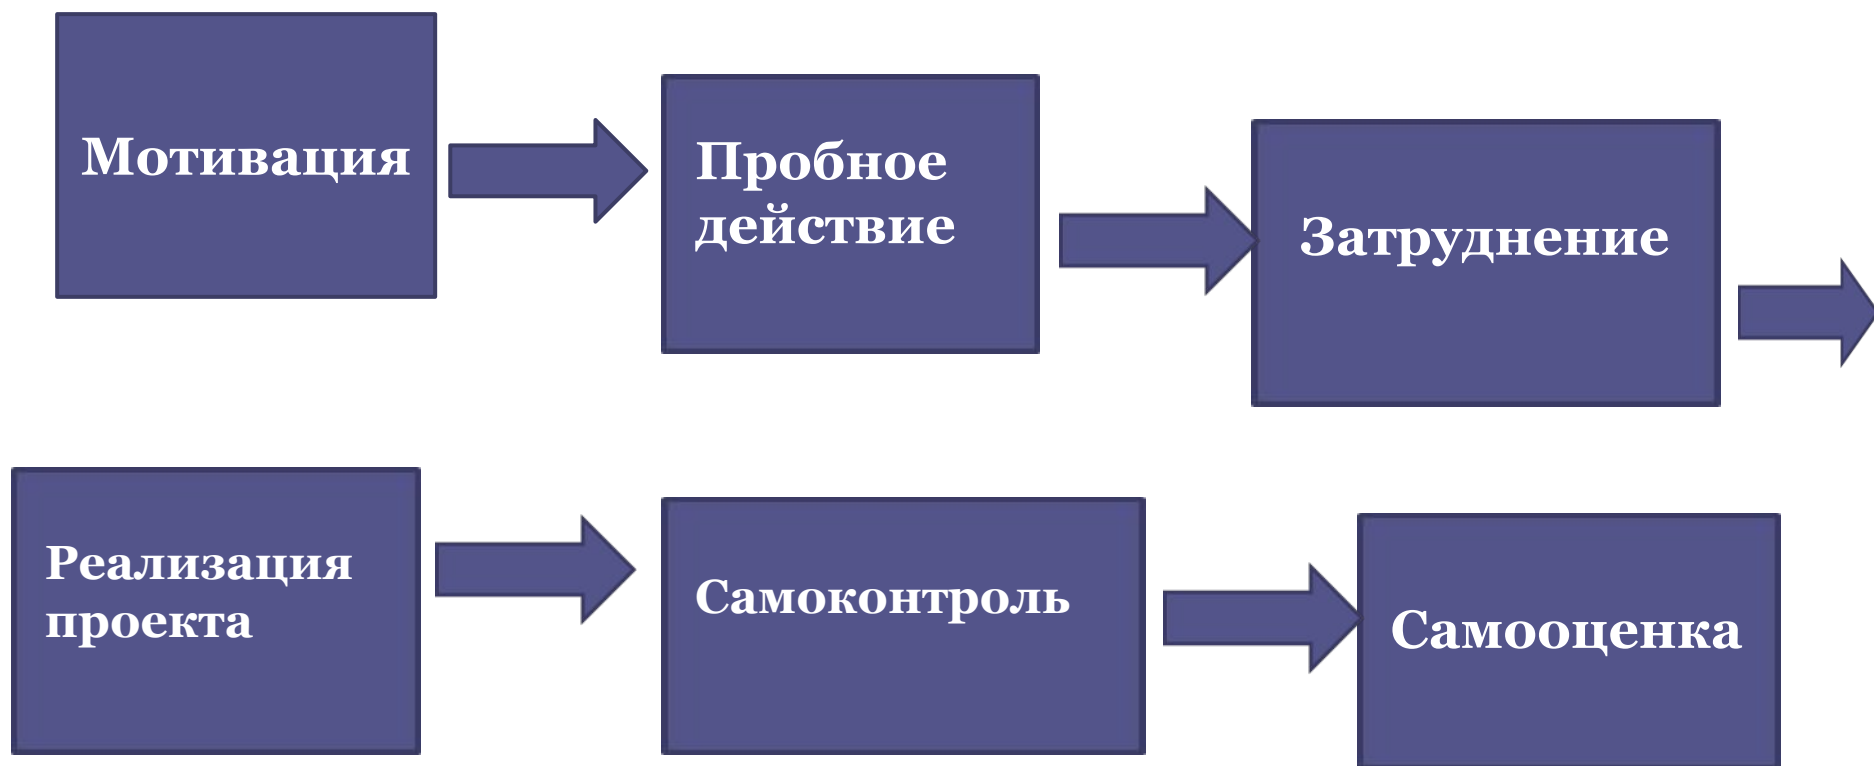 Мотивация
Пробное
действие
Затруднение
Реализация
проекта
Самоконтроль
Самооценка